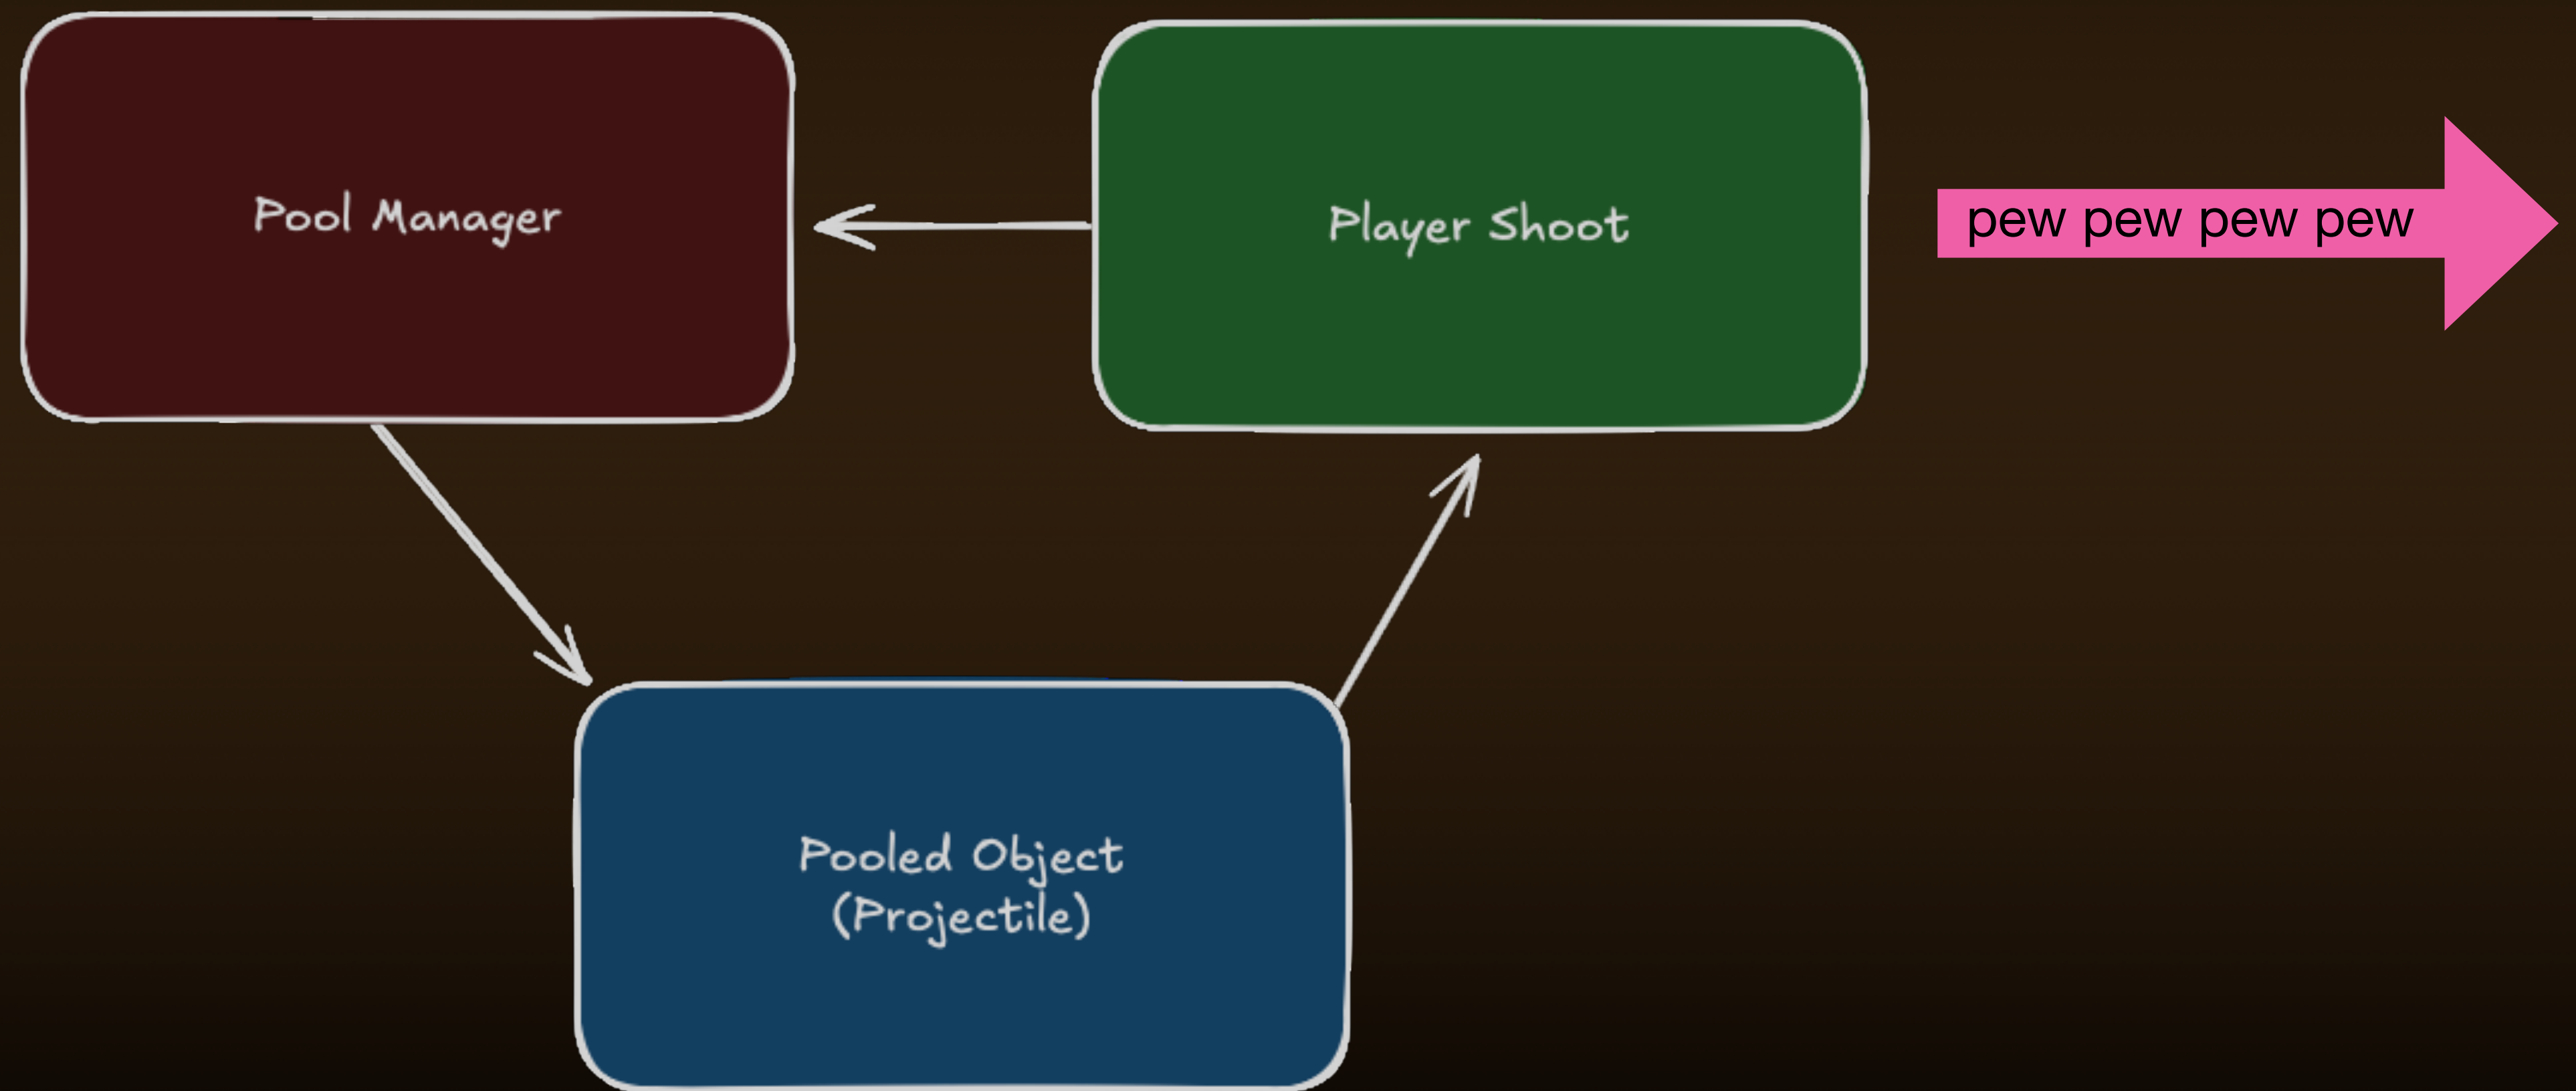 Pool Manager
Player Shoot
pew pew pew pew
Pooled Object
(Projectile)